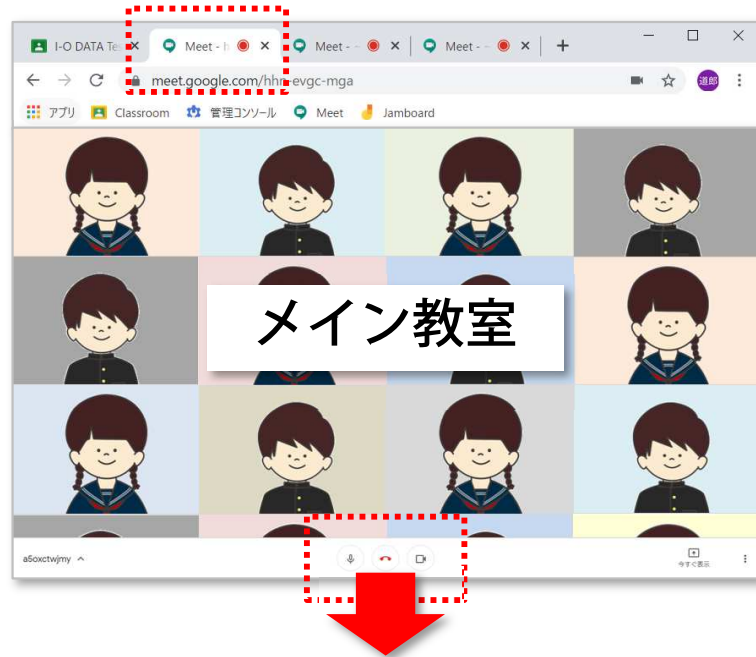 I-O DATA Te
Meet - h
Meet -
Meet -
meet.google.com/hhn-evgc-mga
道郎
アプリ Classroom 管理コンソール Meet Jamboard
メイン教室
a5oxctwjmy
今すぐ表示